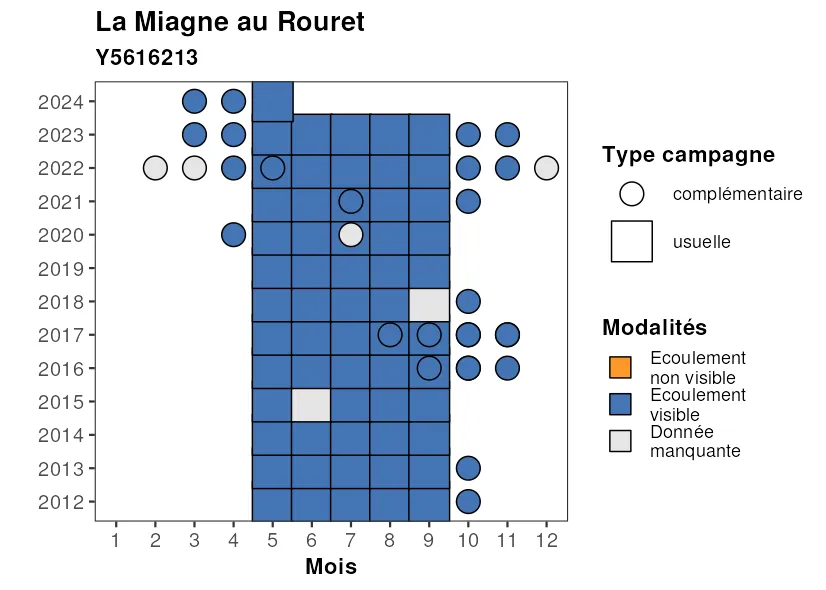 La Miagne au Rouret
Y5616213
2024
2023
2022
2021
2020
2019
2018
2017
2016
2015
2014
2013
2012
1 2 3 4 5 6 7 8 9 10 11 12
Mois
Type campagne
complémentaire
usuelle
Modalités
Ecoulement
non visible
Ecoulement
visible
Donnée
manquante